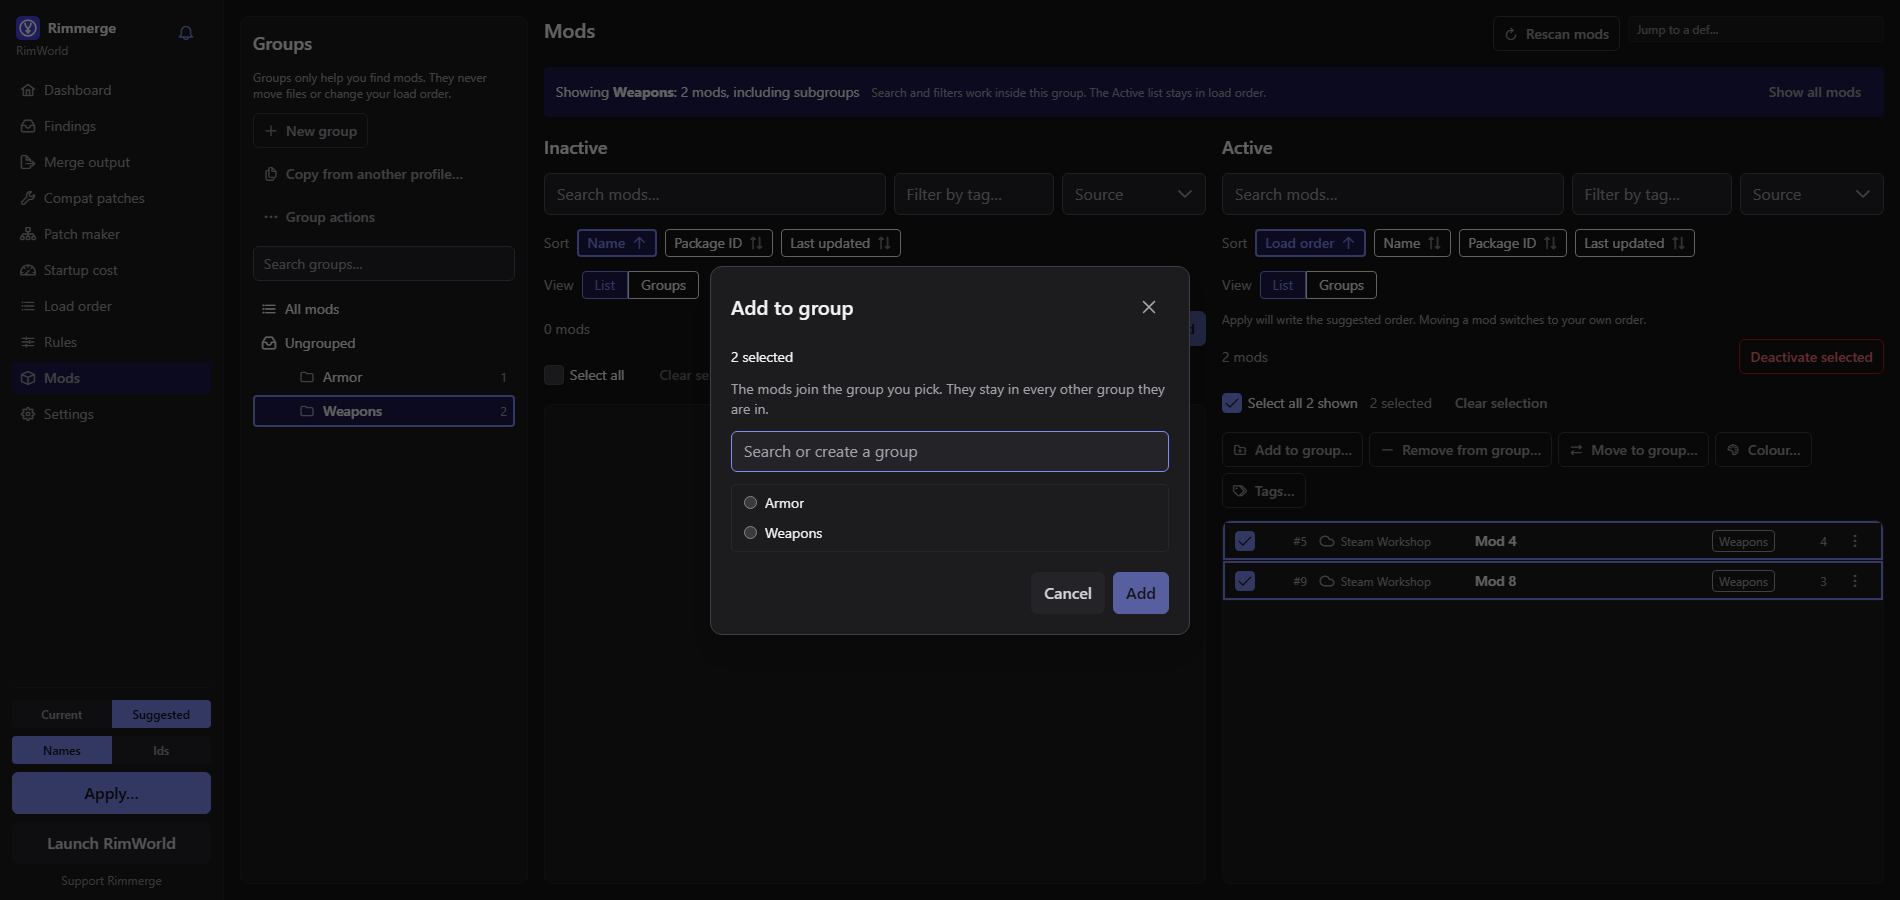 Rimmerge
RimWorld
Dashboard
Findings
Merge output
Compat patches
Patch maker
Startup cost
Load order
Rules
Mods
Settings
Current
Suggested
Names
Ids
Apply...
Launch RimWorld
Support Rimmerge
Groups
Groups only help you find mods. They never
move files or change your load order.
New group
Copy from another profile...
Group actions
Search groups...
All mods
Ungrouped
Armor 1
Weapons 2
Mods
Rescan mods
Jump to a def...
Showing Weapons: 2 mods, including subgroups Search and filters work inside this group. The Active list stays in load order.
Show all mods
Inactive
Search mods...
Filter by tag...
Source
Sort Name Package ID Last updated
View List Groups
0 mods
Select all
Active
Search mods...
Filter by tag...
Source
Sort Load order Name Package ID Last updated
View List Groups
Apply will write the suggested order. Moving a mod switches to your own order.
2 mods
Deactivate selected
Select all 2 shown 2 selected Clear selection
Add to group... Remove from group... Move to group... Colour...
Tags...
#5 Steam Workshop Mod 4 Weapons 4
#9 Steam Workshop Mod 8 Weapons 3
Add to group
2 selected
The mods join the group you pick. They stay in every other group they
are in.
Search or create a group
Armor
Weapons
Cancel
Add